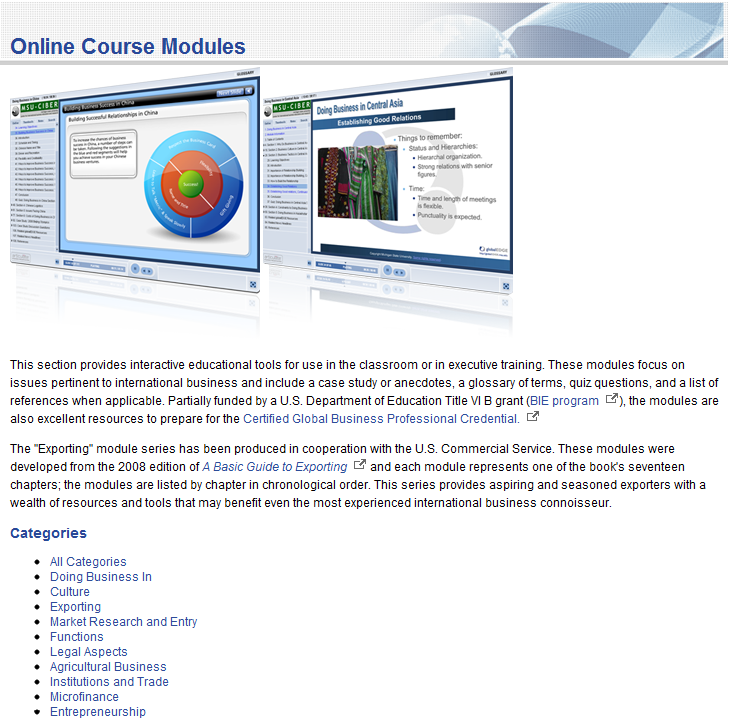 Online Course Modules
GLOSSARY
MSU-CIBER
Building Business Success in China
Next Slide
Building Successful Relationships in China
To increase the chances of business
success in China, a number of steps can
be taken. Following the suggestions in
the blue and red segments will help
you achieve success in your Chinese
business ventures.
Success
Gift Giving
GLOSSARY
MSU-CIBER
Doing Business in Central Asia
Establishing Good Relations
Things to remember:
Status and Hierarchies:
Hierarchal organization.
Strong relations with senior
figures.
Time:
Time and length of meetings
is flexible.
Punctuality is expected.
globalEDGE
This section provides interactive educational tools for use in the classroom or in executive training. These modules focus on
issues pertinent to international business and include a case study or anecdotes, a glossary of terms, quiz questions, and a list of
references when applicable. Partially funded by a U.S. Department of Education Title VI B grant (BIE program ), the modules are
also excellent resources to prepare for the Certified Global Business Professional Credential.
The "Exporting" module series has been produced in cooperation with the U.S. Commercial Service. These modules were
developed from the 2008 edition of A Basic Guide to Exporting and each module represents one of the book's seventeen
chapters; the modules are listed by chapter in chronological order. This series provides aspiring and seasoned exporters with a
wealth of resources and tools that may benefit even the most experienced international business connoisseur.
Categories
All Categories
Doing Business In
Culture
Exporting
Market Research and Entry
Functions
Legal Aspects
Agricultural Business
Institutions and Trade
Microfinance
Entrepreneurship